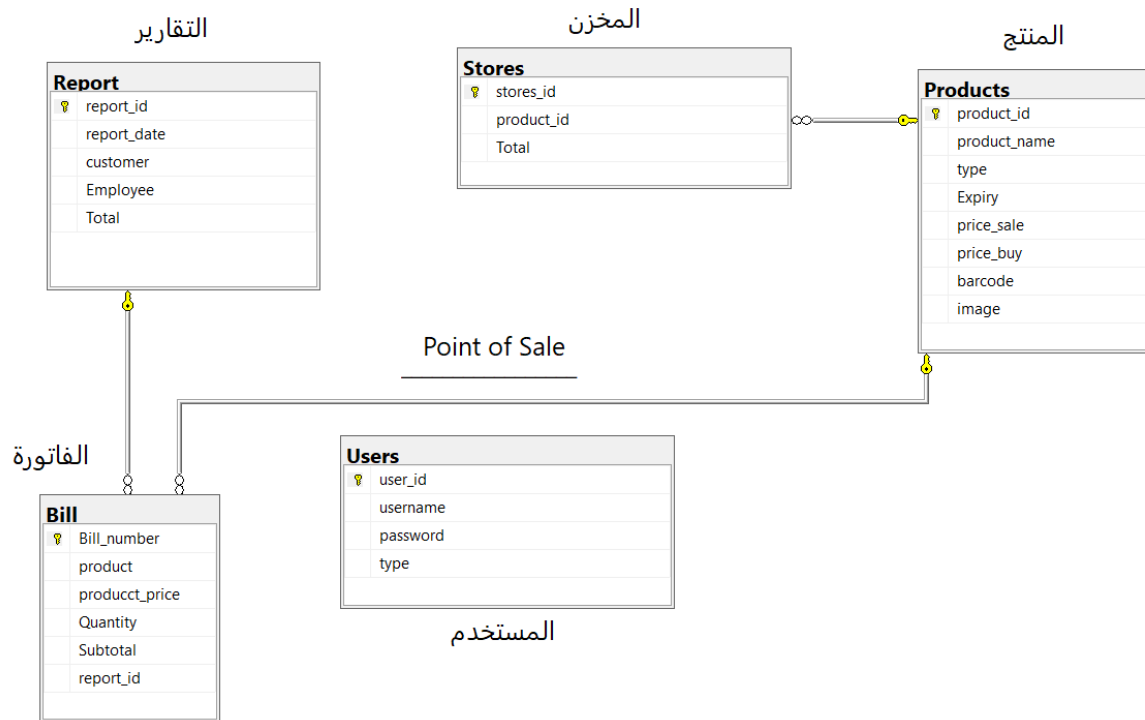 التقارير
Report
report_id
report_date
customer
Employee
Total
المخزن
Stores
stores_id
product_id
Total
المنتج
Products
product_id
product_name
type
Expiry
price_sale
price_buy
barcode
image
Point of Sale
الفاتورة
Bill
Bill_number
product
producct_price
Quantity
Subtotal
report_id
Users
user_id
username
password
type
المستخدم